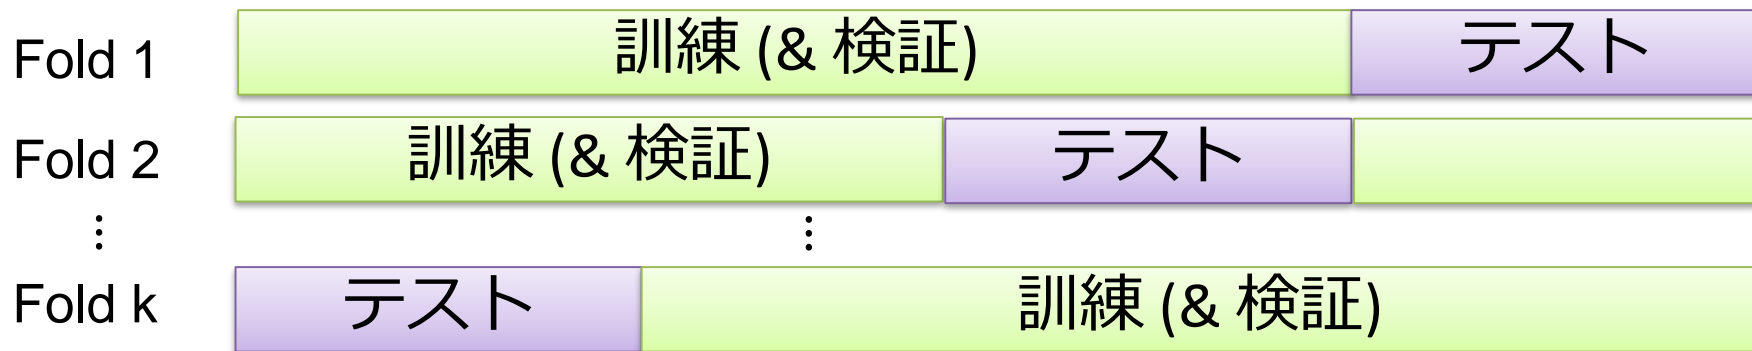 Fold 1 訓練 (& 検証) テスト
Fold 2 訓練 (& 検証) テスト
⋮ ⋮
Fold k テスト 訓練 (& 検証)